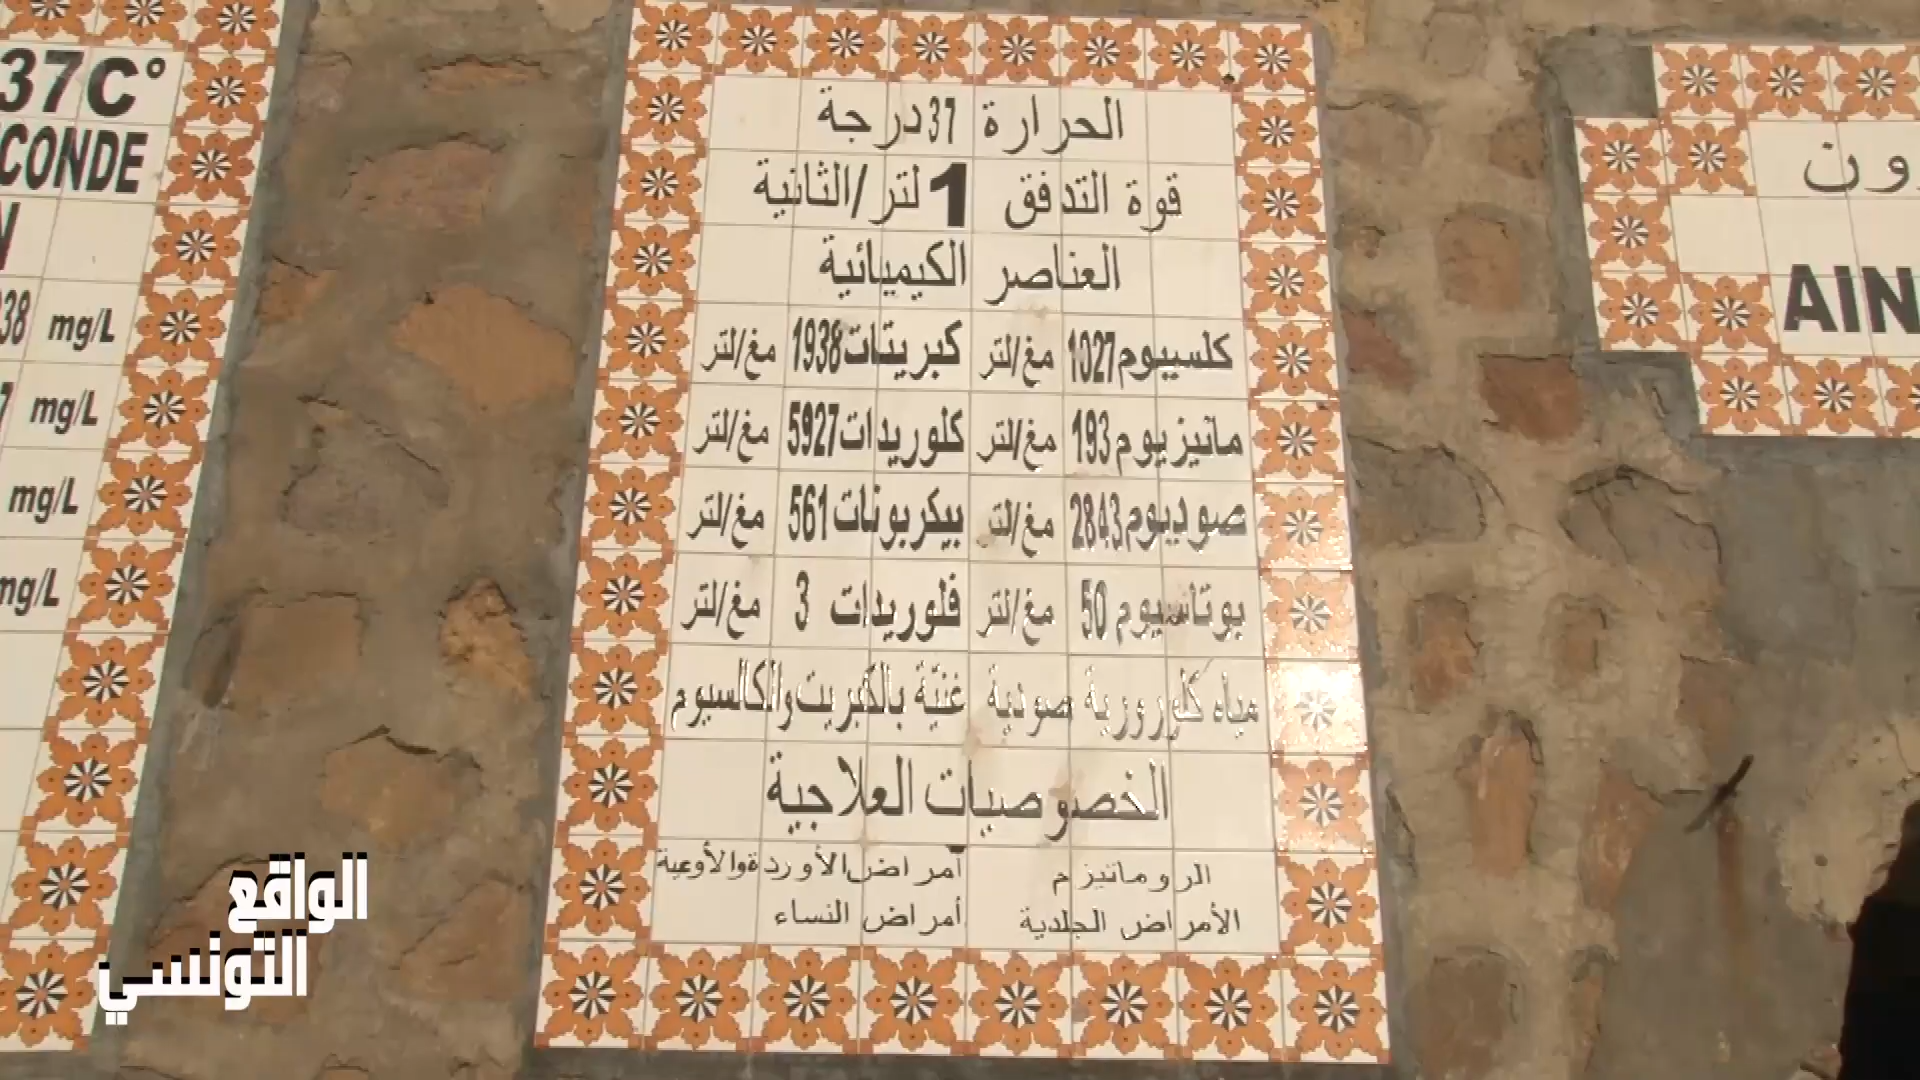 الحرارة 37 درجة
قوة التدفق 1 لتر/الثانية
العناصر الكيميائية
كلسيوم 1027 مغ/لتر كبريتات 1938 مغ/لتر
مانيزيوم 193 مغ/لتر كلوريدات 5927 مغ/لتر
صوديوم 2843 مغ/لتر بيكربونات 561 مغ/لتر
بوتاسيوم 50 مغ/لتر فلوريدات 3 مغ/لتر
مياه كلورورية صودية غنيّة بالكبريت والكالسيوم
الخصوصيات العلاجية
الروماتيزم أمراض الأوردة والأوعية
الأمراض الجلدية أمراض النساء
37C°
CONDE
38 mg/L
7 mg/L
mg/L
mg/L
AIN
الواقع
التونسي